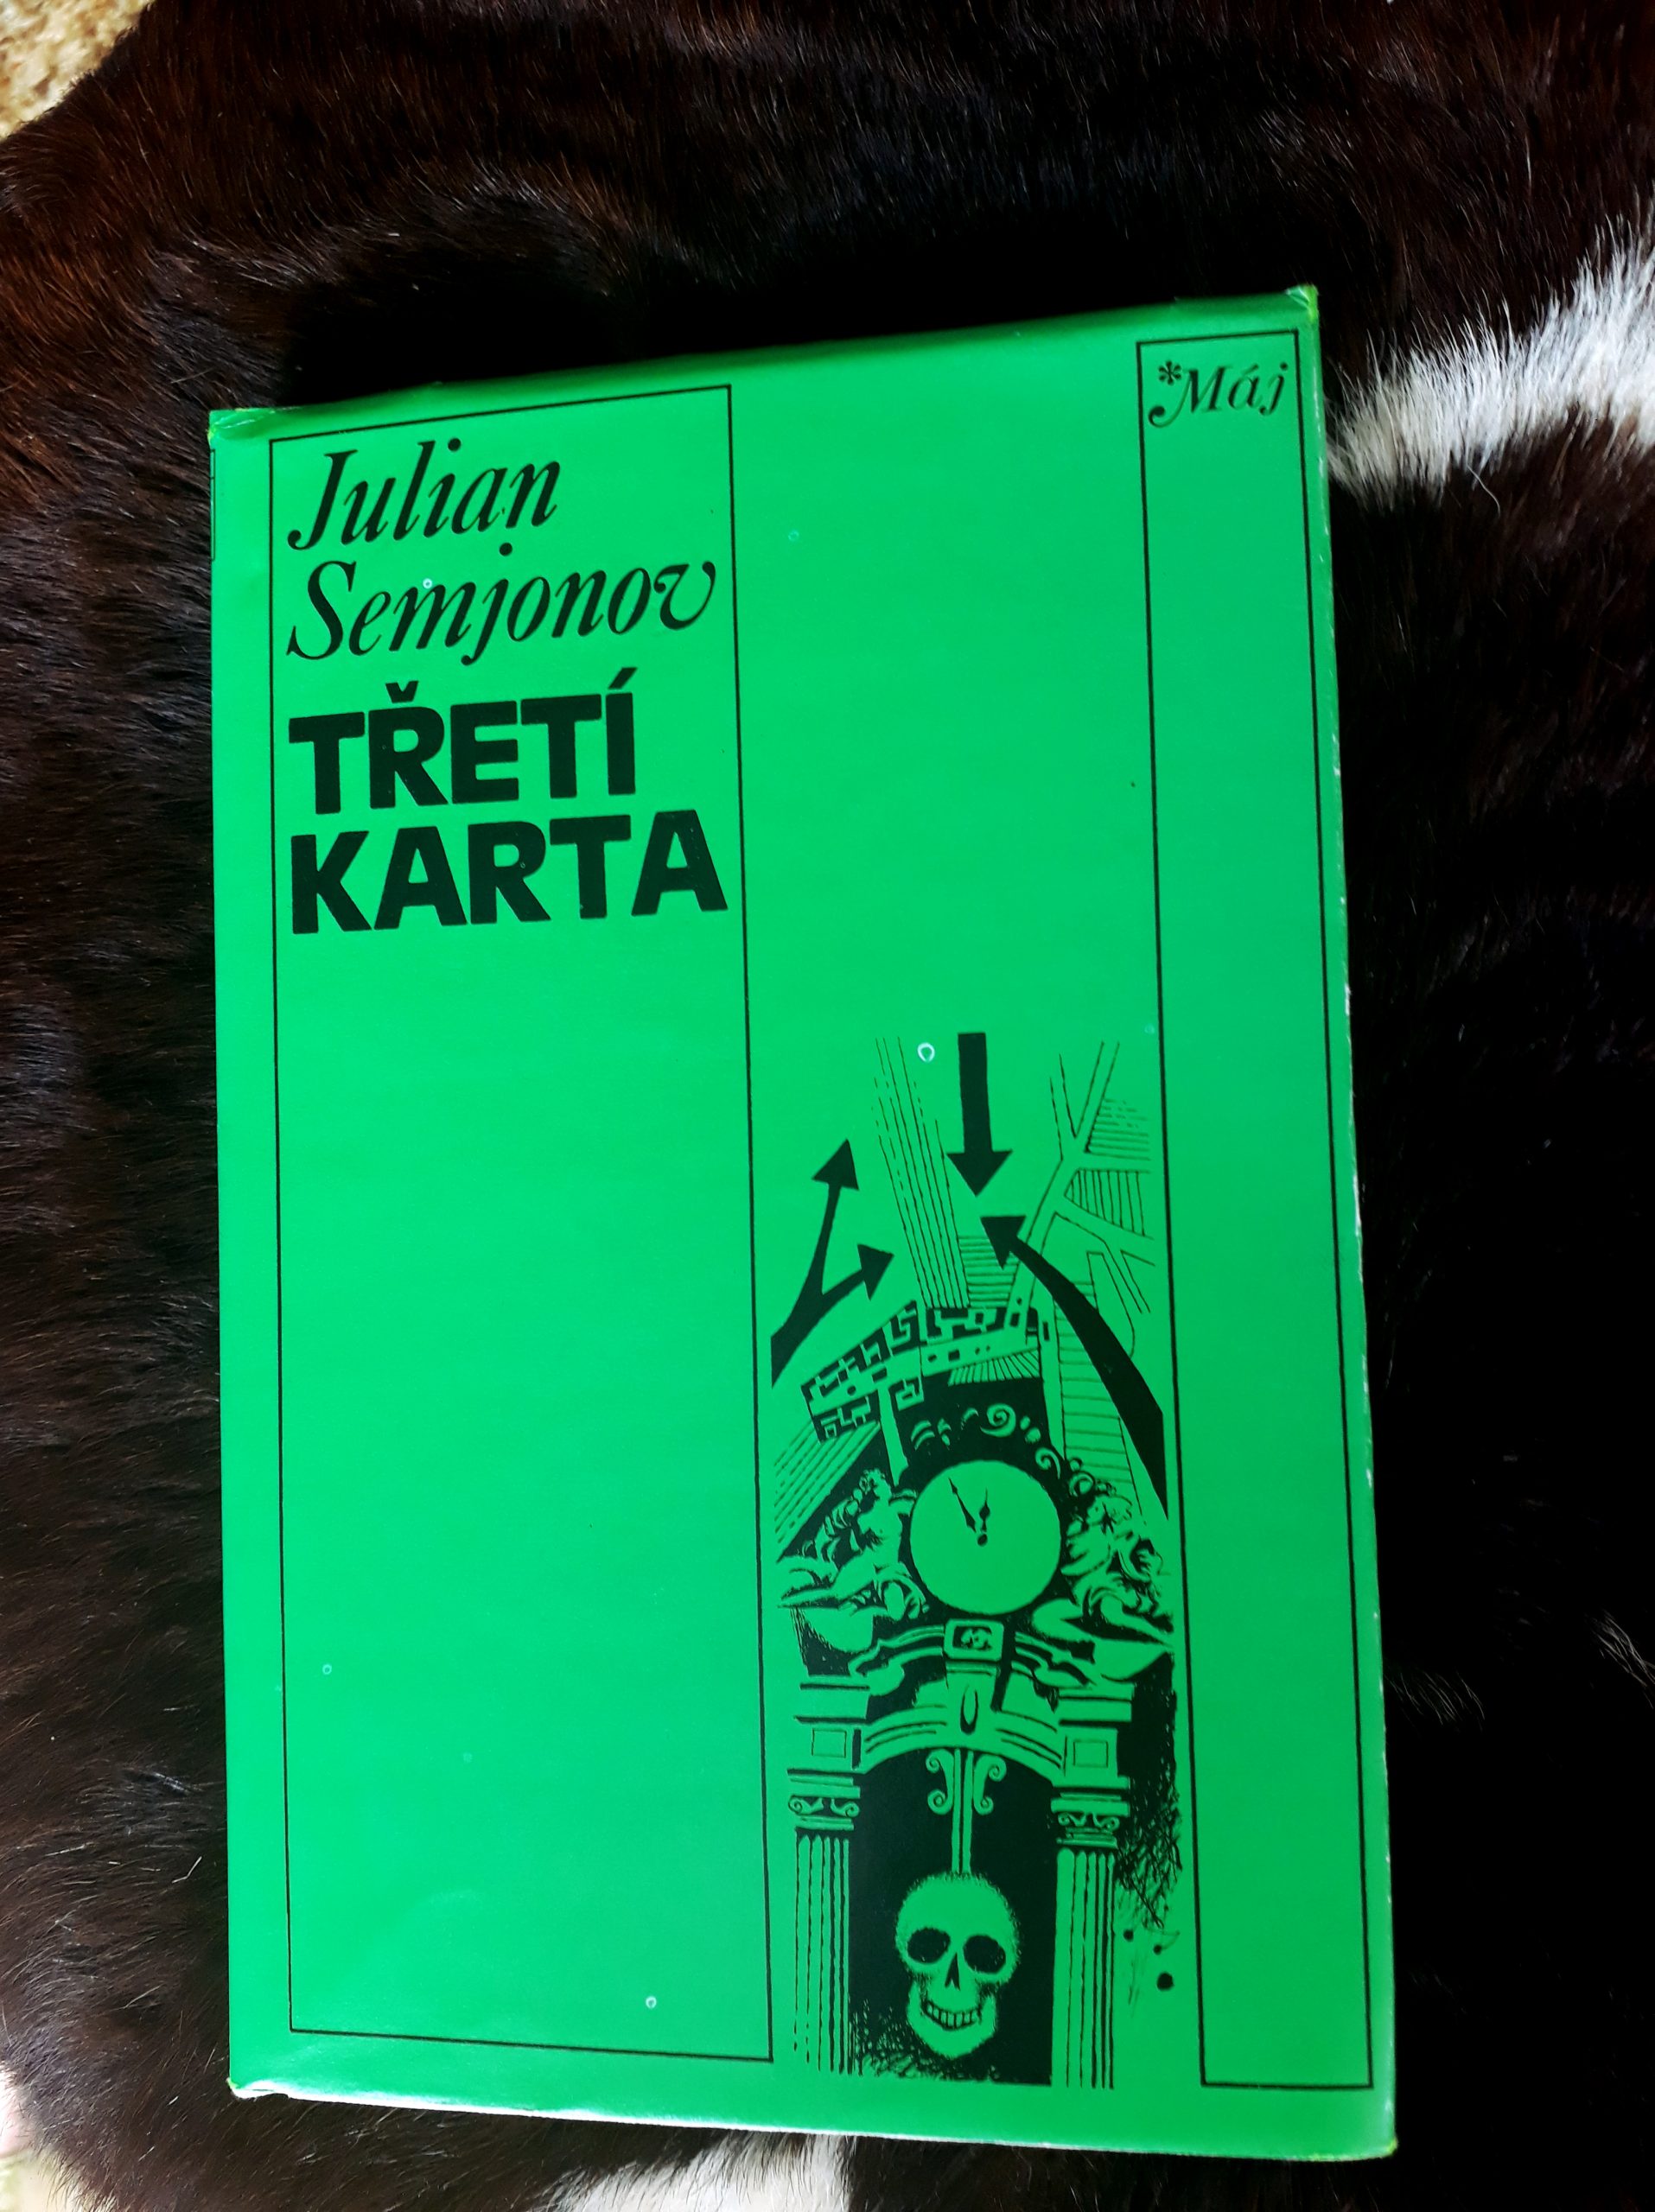 *Máj
Julian
Semjonov
TŘETÍ
KARTA